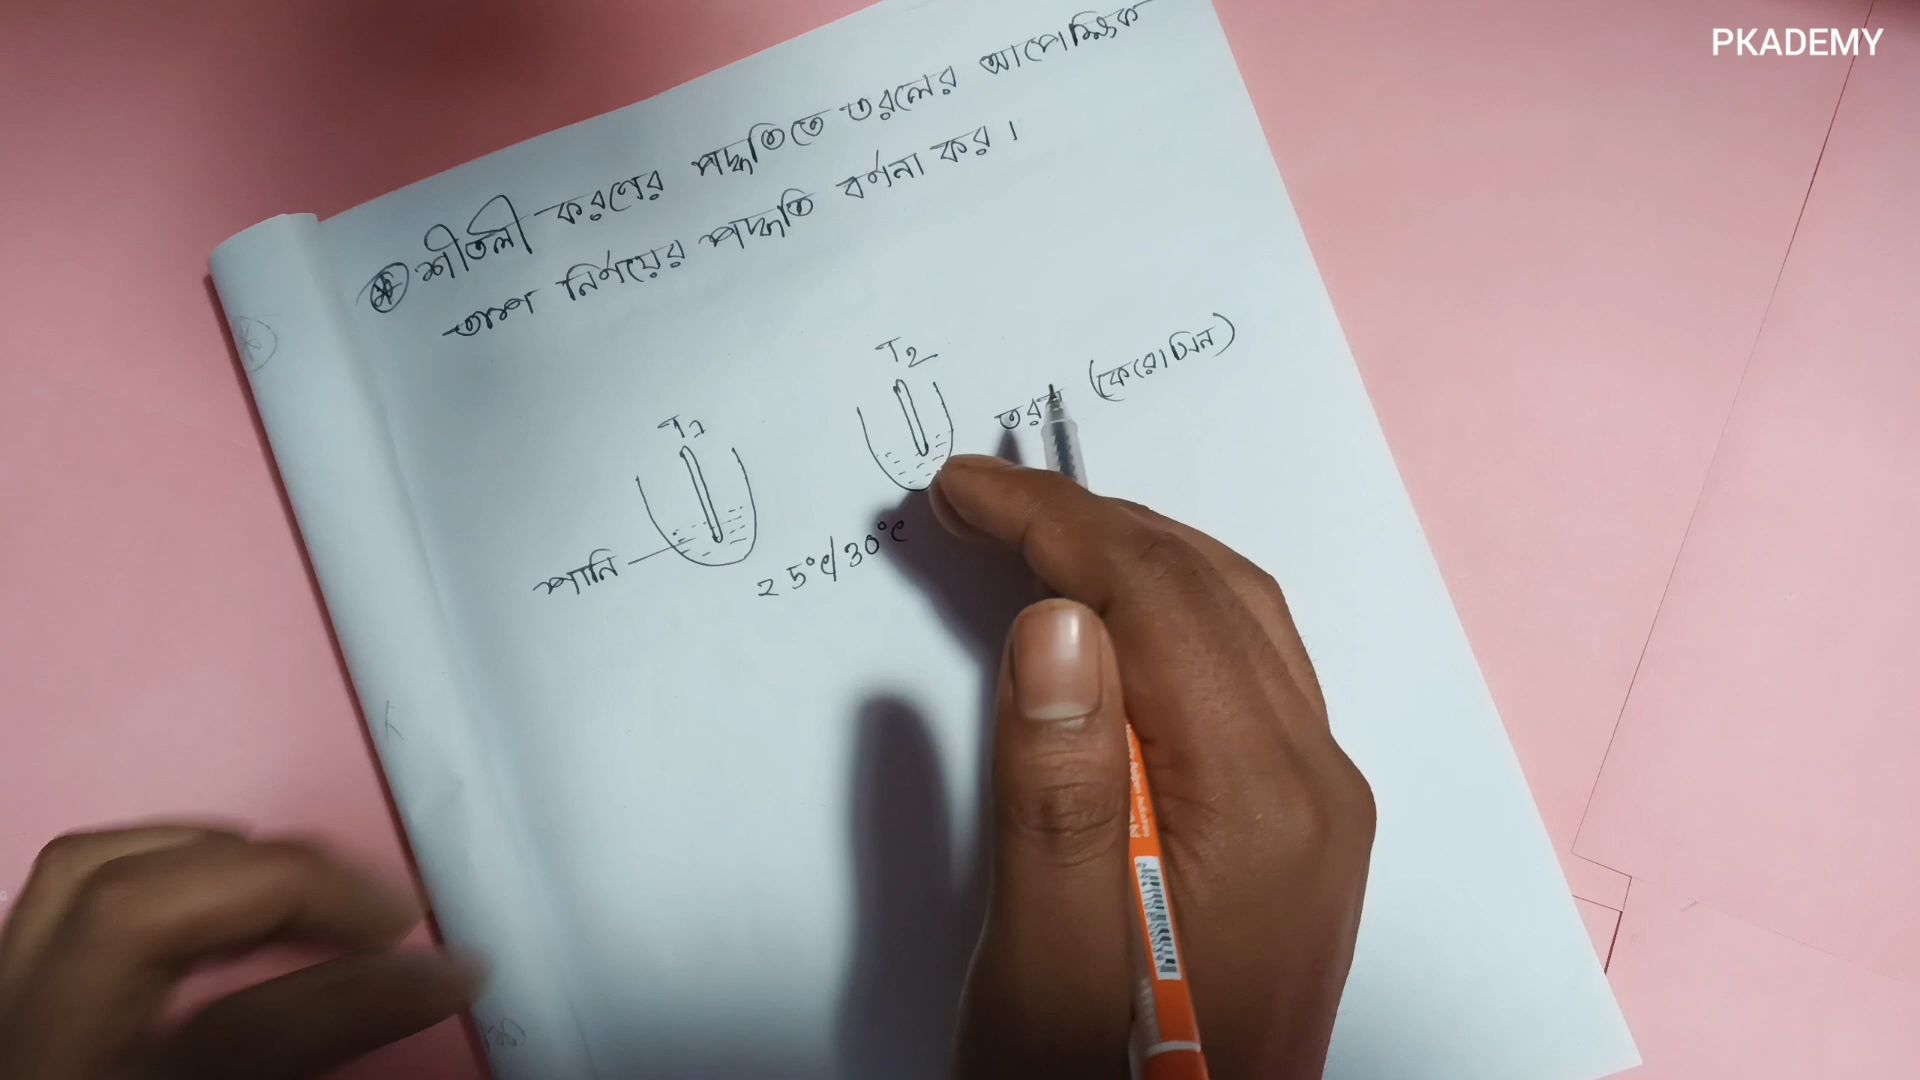 PKADEMY
শীতলী করণের পদ্ধতিতে তরলের আপেক্ষিক
তাপ নির্ণয়ের পদ্ধতি বর্ণনা কর।
T₂
তরল (কেরোসিন)
T₁
পানি
25°c/30°c